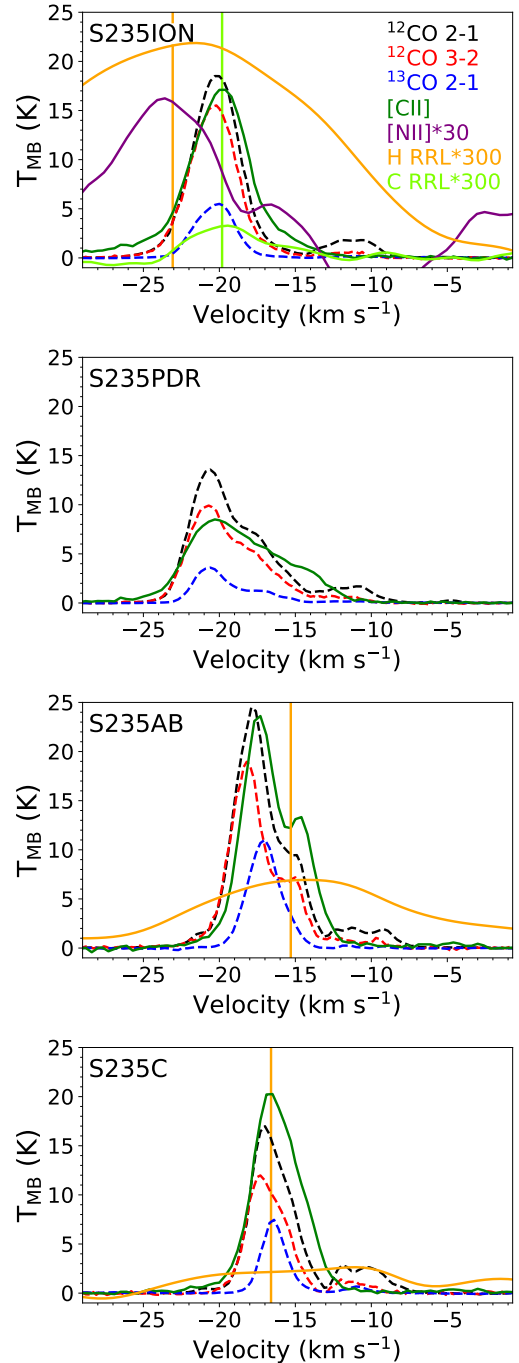 S235ION
¹²CO 2-1
¹²CO 3-2
¹³CO 2-1
[CII]
[NII]*30
H RRL*300
C RRL*300
25
20
15
10
5
0
T_MB (K)
−25 −20 −15 −10 −5
Velocity (km s⁻¹)
S235PDR
25
20
15
10
5
0
T_MB (K)
−25 −20 −15 −10 −5
Velocity (km s⁻¹)
S235AB
25
20
15
10
5
0
T_MB (K)
−25 −20 −15 −10 −5
Velocity (km s⁻¹)
S235C
25
20
15
10
5
0
T_MB (K)
−25 −20 −15 −10 −5
Velocity (km s⁻¹)